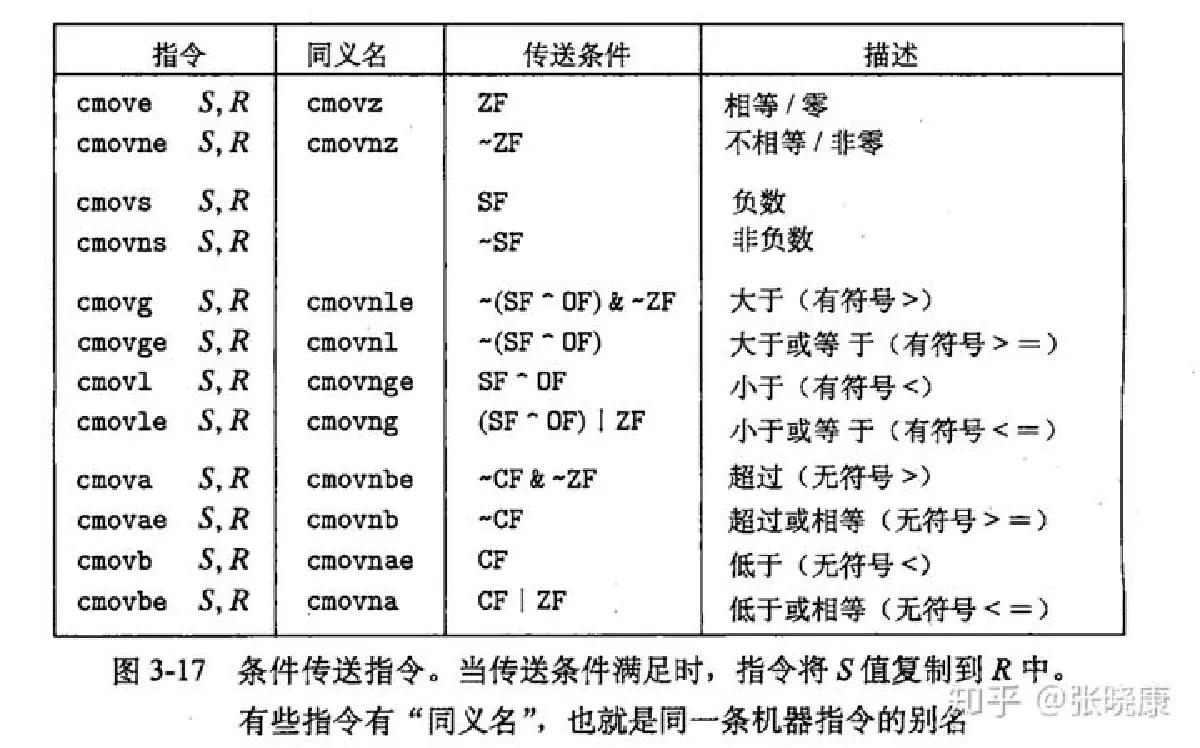 指令 同义名 传送条件 描述
cmove S, R cmovz ZF 相等 / 零
cmovne S, R cmovnz ~ZF 不相等 / 非零
cmovs S, R SF 负数
cmovns S, R ~SF 非负数
cmovg S, R cmovnle ~(SF ^ OF) & ~ZF 大于（有符号 >）
cmovge S, R cmovnl ~(SF ^ OF) 大于或等 于（有符号 > =）
cmovl S, R cmovnge SF ^ OF 小于（有符号 <）
cmovle S, R cmovng (SF ^ OF) | ZF 小于或等 于（有符号 < =）
cmova S, R cmovnbe ~CF & ~ZF 超过（无符号 >）
cmovae S, R cmovnb ~CF 超过或相等（无符号 > =）
cmovb S, R cmovnae CF 低于（无符号 <）
cmovbe S, R cmovna CF | ZF 低于或相等（无符号 < =）
图 3-17 条件传送指令。当传送条件满足时，指令将 S 值复制到 R 中。
有些指令有“同义名”，也就是同一条机器指令的别名
知乎 @张晓康